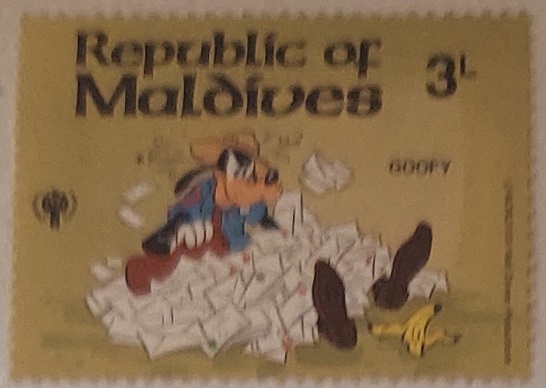 Republic of
Maldives
3L
GOOFY